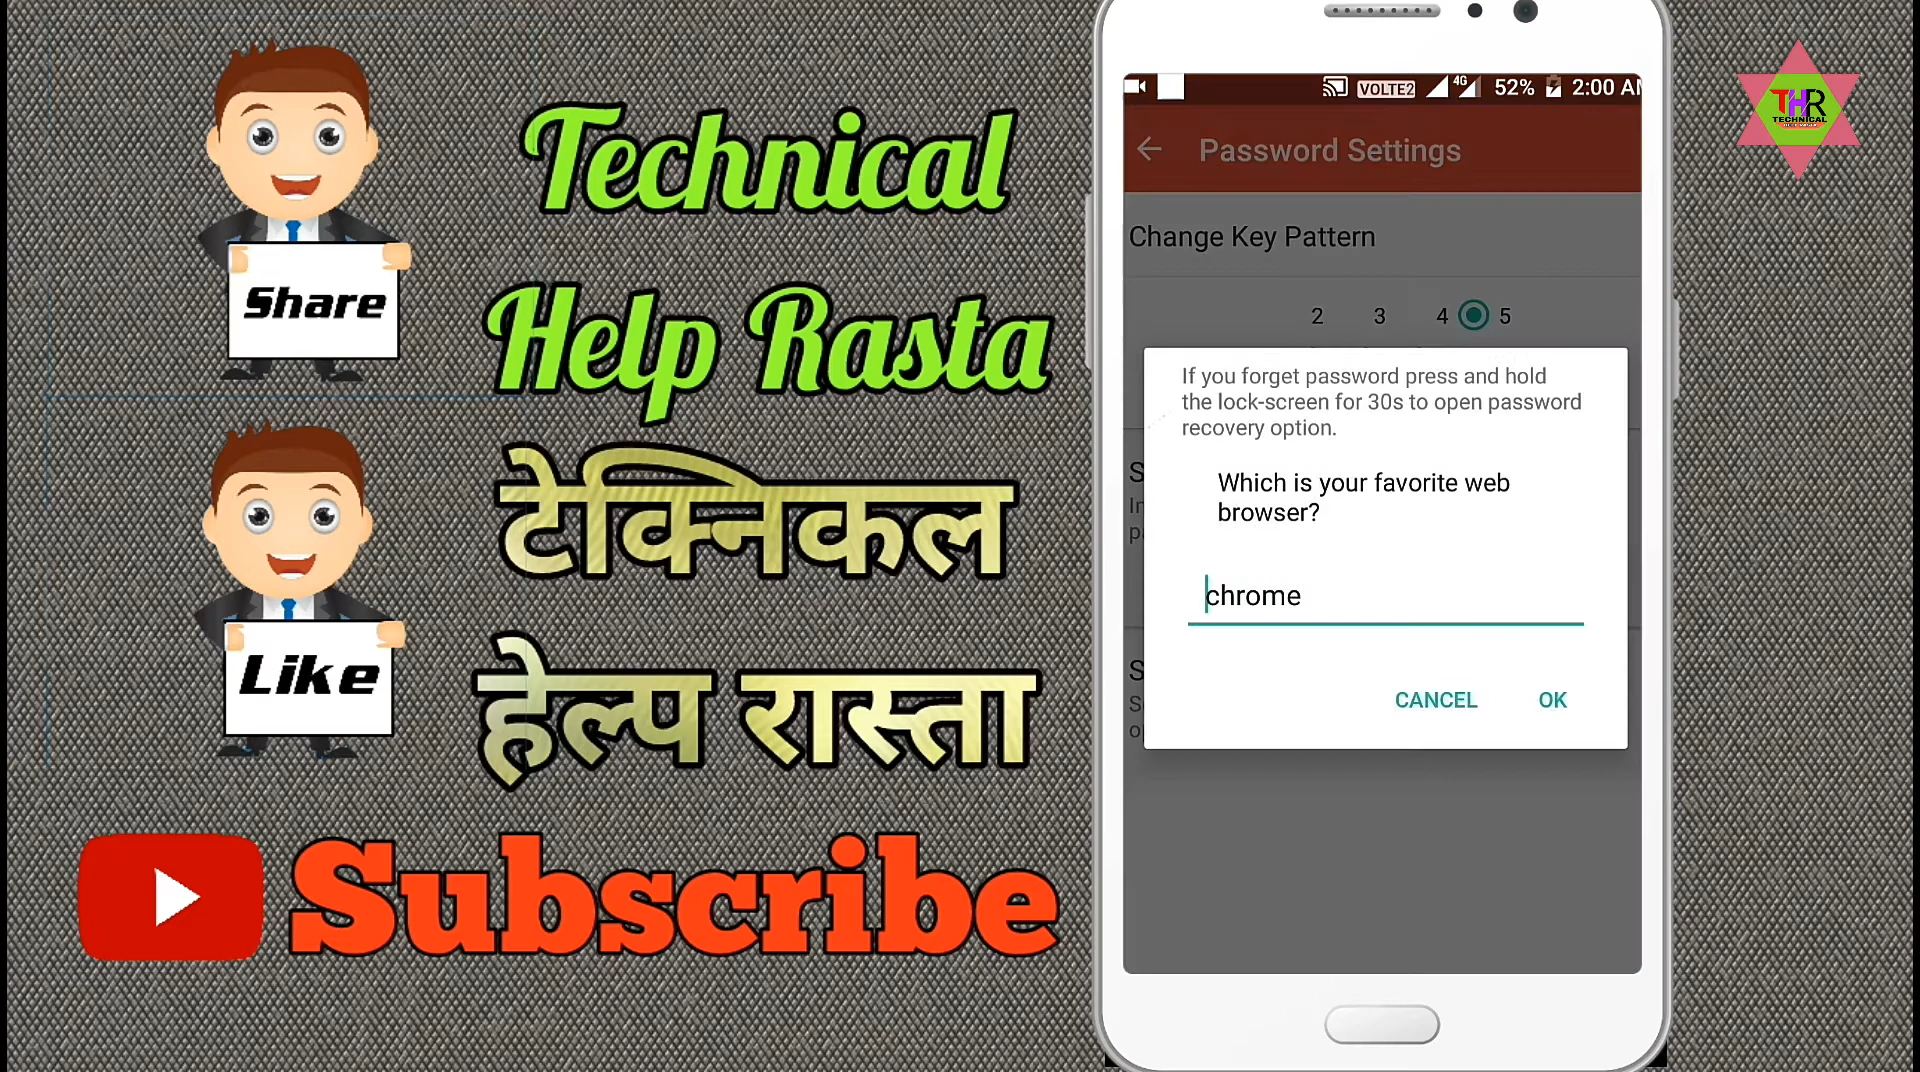 Share
Technical
Help Rasta
Like
टेक्निकल
हेल्प रास्ता
Subscribe
VOLTE2 4G 52% 2:00 AM
Password Settings
Change Key Pattern
2 3 4 5
If you forget password press and hold
the lock-screen for 30s to open password
recovery option.
Which is your favorite web
browser?
chrome
CANCEL OK
THR
TECHNICAL